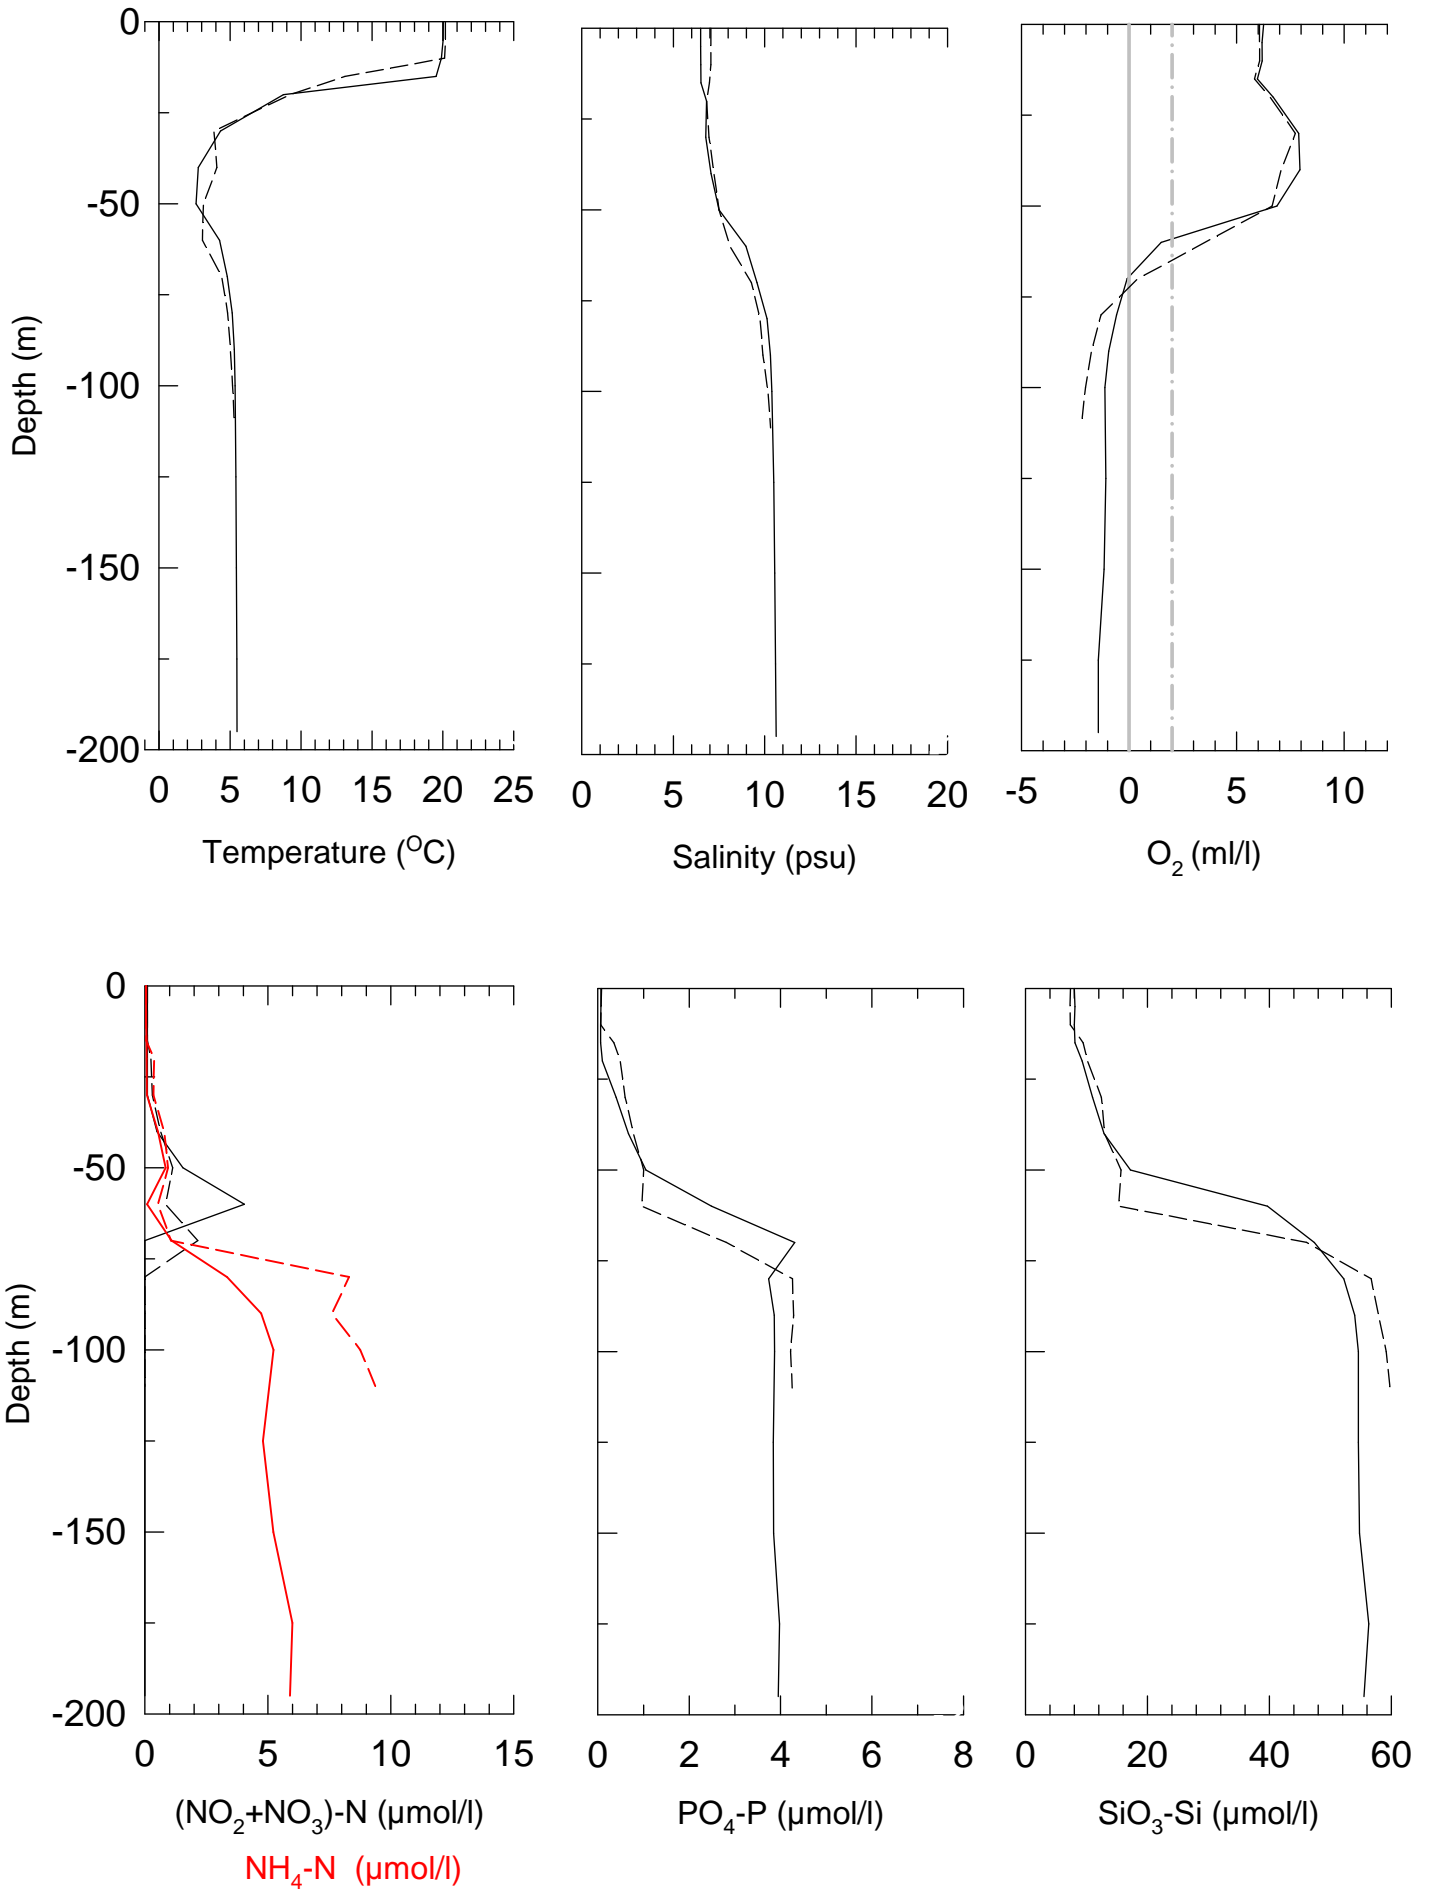 0
-50
-100
-150
-200
Depth (m)
0 5 10 15 20 25
Temperature (OC)
0 5 10 15 20
Salinity (psu)
-5 0 5 10
O2 (ml/l)
0
-50
-100
-150
-200
Depth (m)
0 5 10 15
(NO2+NO3)-N (µmol/l)
NH4-N (µmol/l)
0 2 4 6 8
PO4-P (µmol/l)
0 20 40 60
SiO3-Si (µmol/l)